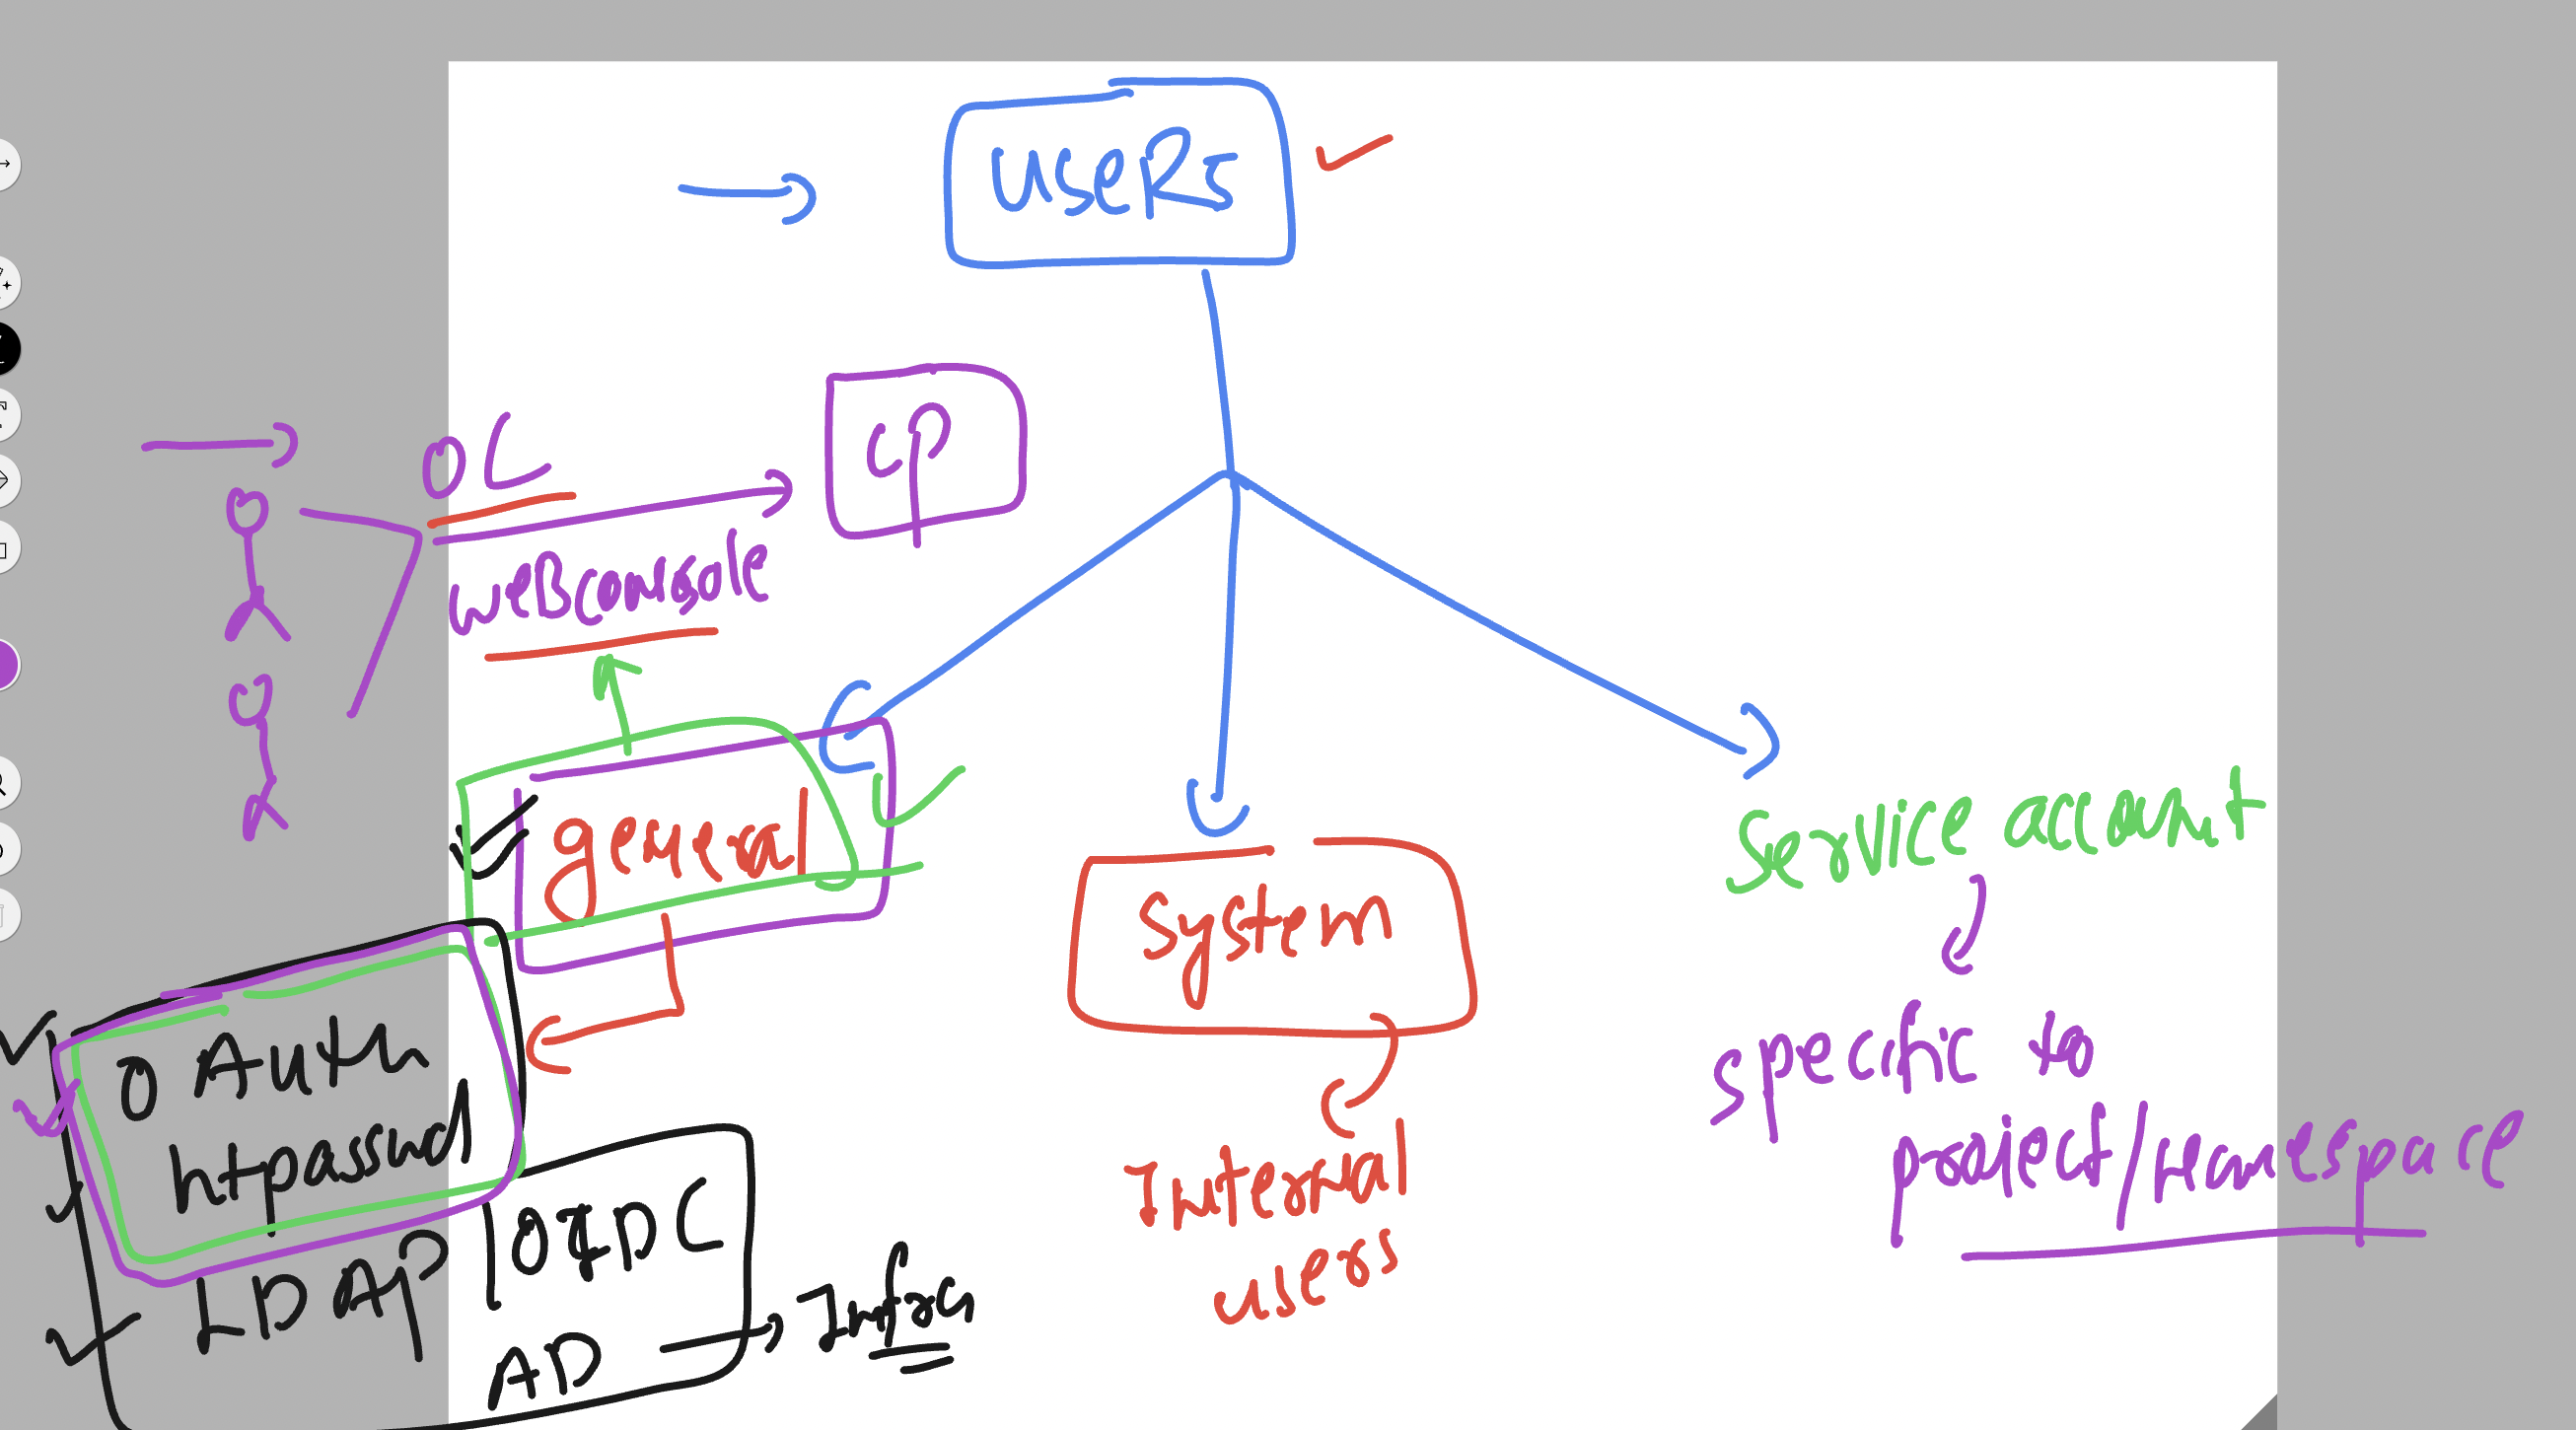 useRs
CP
OC
weBconsole
general
system
service account
Internal
users
specific to
project/namespace
OAuth
htpasswd
LDAP
OIDC
AD
Infra